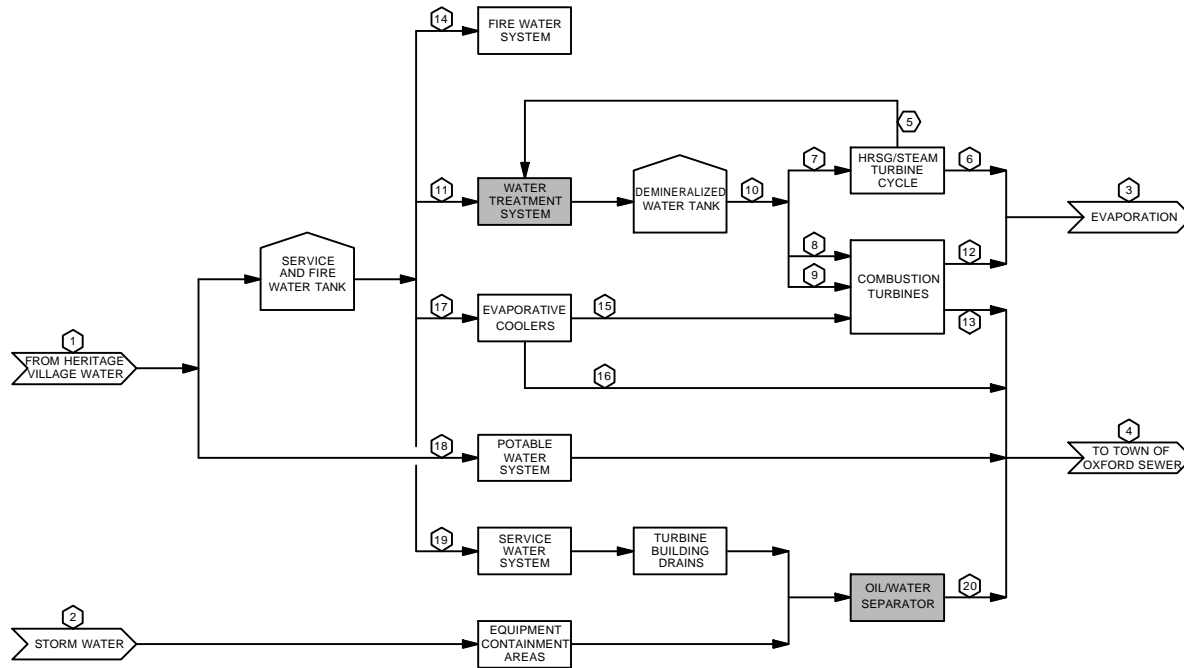 14
FIRE WATER
SYSTEM
5
11
WATER
TREATMENT
SYSTEM
DEMINERALIZED
WATER TANK
10
7
HRSG/STEAM
TURBINE
CYCLE
6
3
EVAPORATION
8
9
COMBUSTION
TURBINES
12
13
SERVICE
AND FIRE
WATER TANK
17
EVAPORATIVE
COOLERS
15
16
1
FROM HERITAGE
VILLAGE WATER
18
POTABLE
WATER
SYSTEM
4
TO TOWN OF
OXFORD SEWER
19
SERVICE
WATER
SYSTEM
TURBINE
BUILDING
DRAINS
OIL/WATER
SEPARATOR
20
2
STORM WATER
EQUIPMENT
CONTAINMENT
AREAS